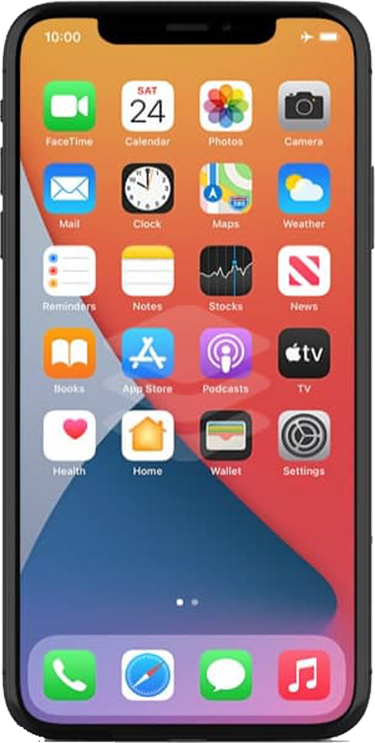 10:00
SAT
24
FaceTime Calendar Photos Camera
Mail Clock Maps Weather
Reminders Notes Stocks News
tv
Books App Store Podcasts TV
Health Home Wallet Settings